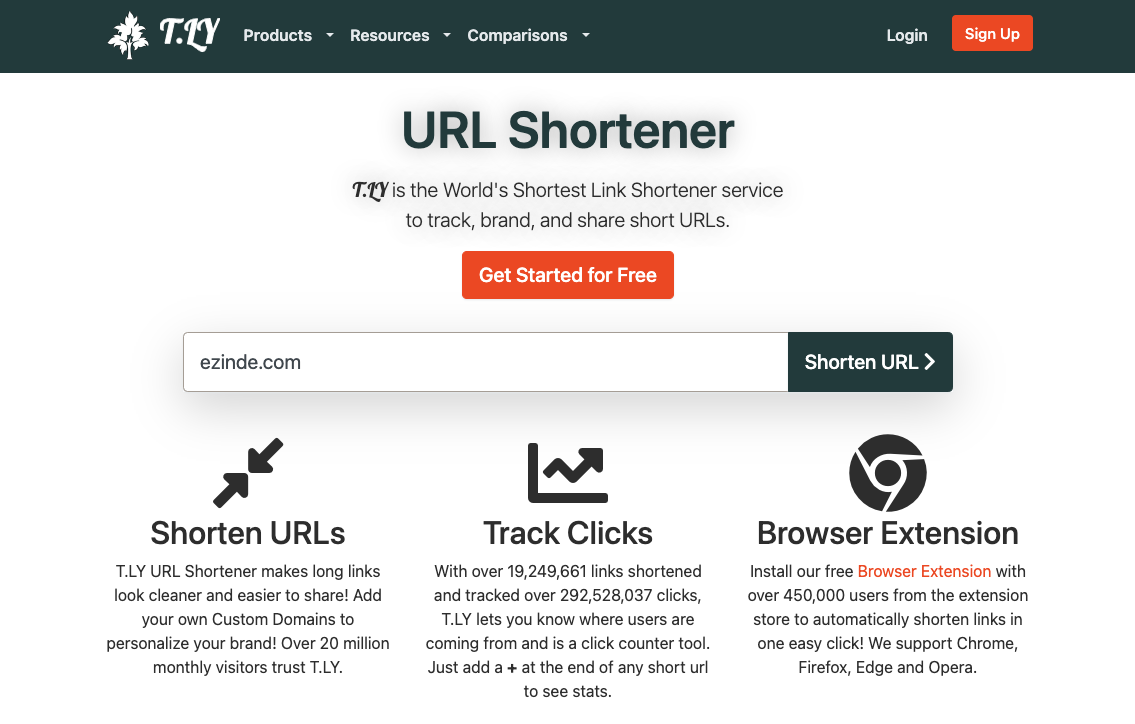 T.LY
Products
Resources
Comparisons
Login
Sign Up
URL Shortener
T.LY is the World's Shortest Link Shortener service
to track, brand, and share short URLs.
Get Started for Free
ezinde.com
Shorten URL
Shorten URLs
T.LY URL Shortener makes long links
look cleaner and easier to share! Add
your own Custom Domains to
personalize your brand! Over 20 million
monthly visitors trust T.LY.
Track Clicks
With over 19,249,661 links shortened
and tracked over 292,528,037 clicks,
T.LY lets you know where users are
coming from and is a click counter tool.
Just add a + at the end of any short url
to see stats.
Browser Extension
Install our free Browser Extension with
over 450,000 users from the extension
store to automatically shorten links in
one easy click! We support Chrome,
Firefox, Edge and Opera.